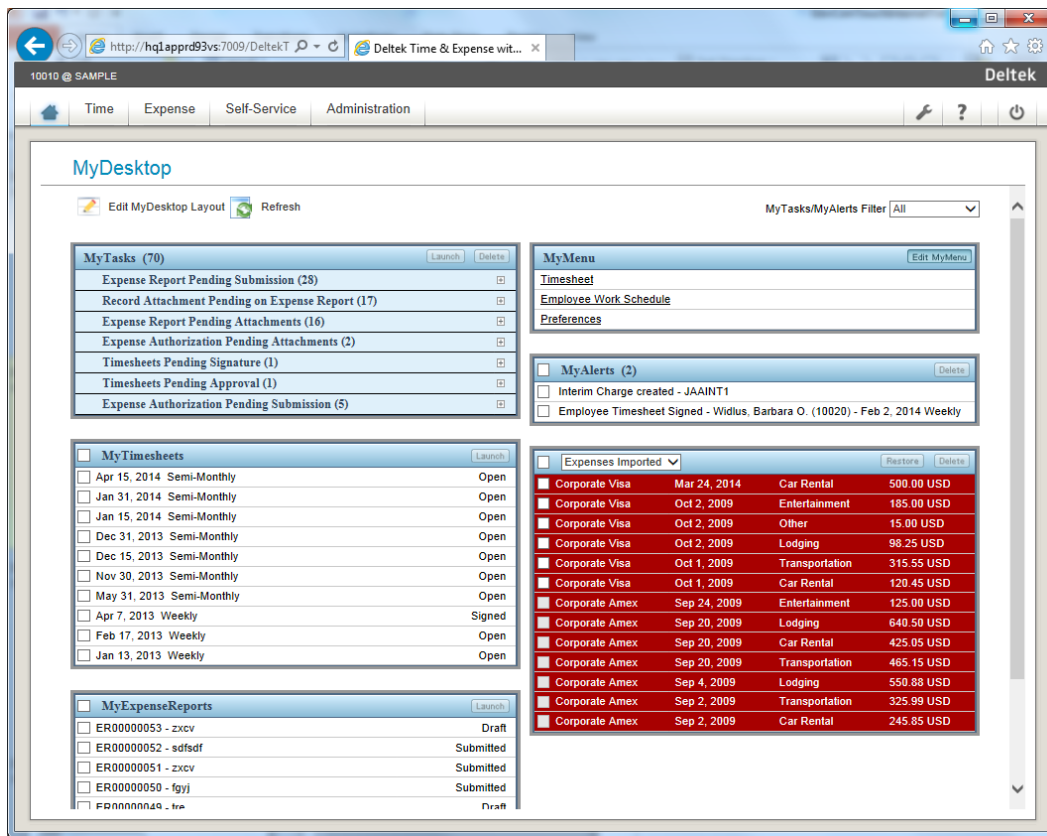 http://hq1apprd93vs:7009/DeltekT
Deltek Time & Expense wit...
10010 @ SAMPLE
Deltek
Time Expense Self-Service Administration
?
MyDesktop
Edit MyDesktop Layout Refresh
MyTasks/MyAlerts Filter All
MyTasks (70) Launch Delete
Expense Report Pending Submission (28)
Record Attachment Pending on Expense Report (17)
Expense Report Pending Attachments (16)
Expense Authorization Pending Attachments (2)
Timesheets Pending Signature (1)
Timesheets Pending Approval (1)
Expense Authorization Pending Submission (5)
MyTimesheets Launch
Apr 15, 2014 Semi-Monthly Open
Jan 31, 2014 Semi-Monthly Open
Jan 15, 2014 Semi-Monthly Open
Dec 31, 2013 Semi-Monthly Open
Dec 15, 2013 Semi-Monthly Open
Nov 30, 2013 Semi-Monthly Open
May 31, 2013 Semi-Monthly Open
Apr 7, 2013 Weekly Signed
Feb 17, 2013 Weekly Open
Jan 13, 2013 Weekly Open
MyExpenseReports Launch
ER00000053 - zxcv Draft
ER00000052 - sdfsdf Submitted
ER00000051 - zxcv Submitted
ER00000050 - fgyj Submitted
ER00000049 - tre Draft
MyMenu Edit MyMenu
Timesheet
Employee Work Schedule
Preferences
MyAlerts (2) Delete
Interim Charge created - JAAINT1
Employee Timesheet Signed - Widlus, Barbara O. (10020) - Feb 2, 2014 Weekly
Expenses Imported Restore Delete
Corporate Visa Mar 24, 2014 Car Rental 500.00 USD
Corporate Visa Oct 2, 2009 Entertainment 185.00 USD
Corporate Visa Oct 2, 2009 Other 15.00 USD
Corporate Visa Oct 2, 2009 Lodging 98.25 USD
Corporate Visa Oct 1, 2009 Transportation 315.55 USD
Corporate Visa Oct 1, 2009 Car Rental 120.45 USD
Corporate Amex Sep 24, 2009 Entertainment 125.00 USD
Corporate Amex Sep 20, 2009 Lodging 640.50 USD
Corporate Amex Sep 20, 2009 Car Rental 425.05 USD
Corporate Amex Sep 20, 2009 Transportation 465.15 USD
Corporate Amex Sep 4, 2009 Lodging 550.88 USD
Corporate Amex Sep 2, 2009 Transportation 325.99 USD
Corporate Amex Sep 2, 2009 Car Rental 245.85 USD